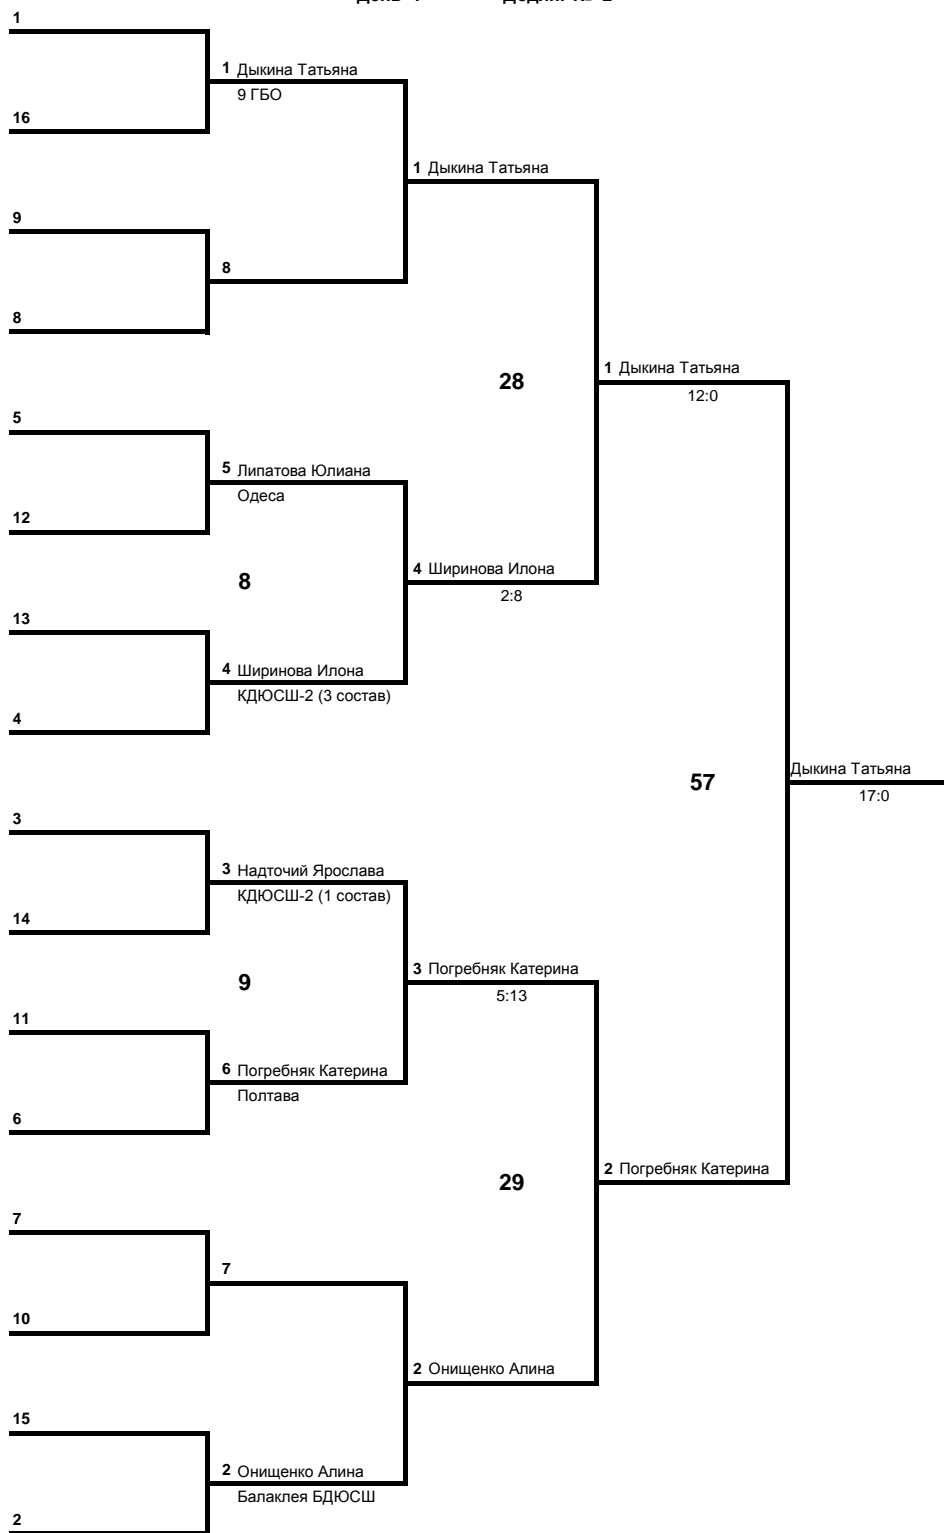 1
1 Дыкина Татьяна
9 ГБО
16
1 Дыкина Татьяна
9
8
8
28
1 Дыкина Татьяна
12:0
5
5 Липатова Юлиана
Одеса
12
4 Ширинова Илона
2:8
8
13
4 Ширинова Илона
КДЮСШ-2 (3 состав)
4
57
Дыкина Татьяна
17:0
3
3 Надточий Ярослава
КДЮСШ-2 (1 состав)
14
3 Погребняк Катерина
5:13
9
11
6 Погребняк Катерина
Полтава
6
29
2 Погребняк Катерина
7
7
10
2 Онищенко Алина
15
2 Онищенко Алина
Балаклея БДЮСШ
2